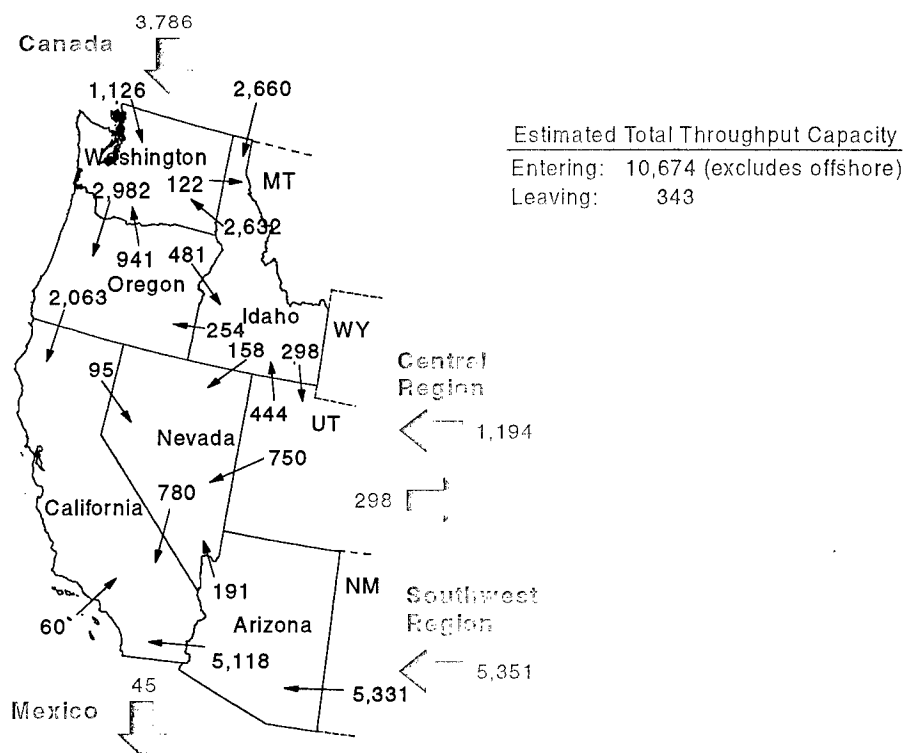 3,786
Canada
1,126
2,660
Estimated Total Throughput Capacity
Washington
Entering: 10,674 (excludes offshore)
122
MT
Leaving: 343
2,982
2,632
941
481
Oregon
2,063
Idaho
254
WY
158
298
Central
Region
95
444
UT
1,194
Nevada
750
780
298
California
191
NM
Southwest
Region
60
Arizona
5,118
5,351
45
5,331
Mexico